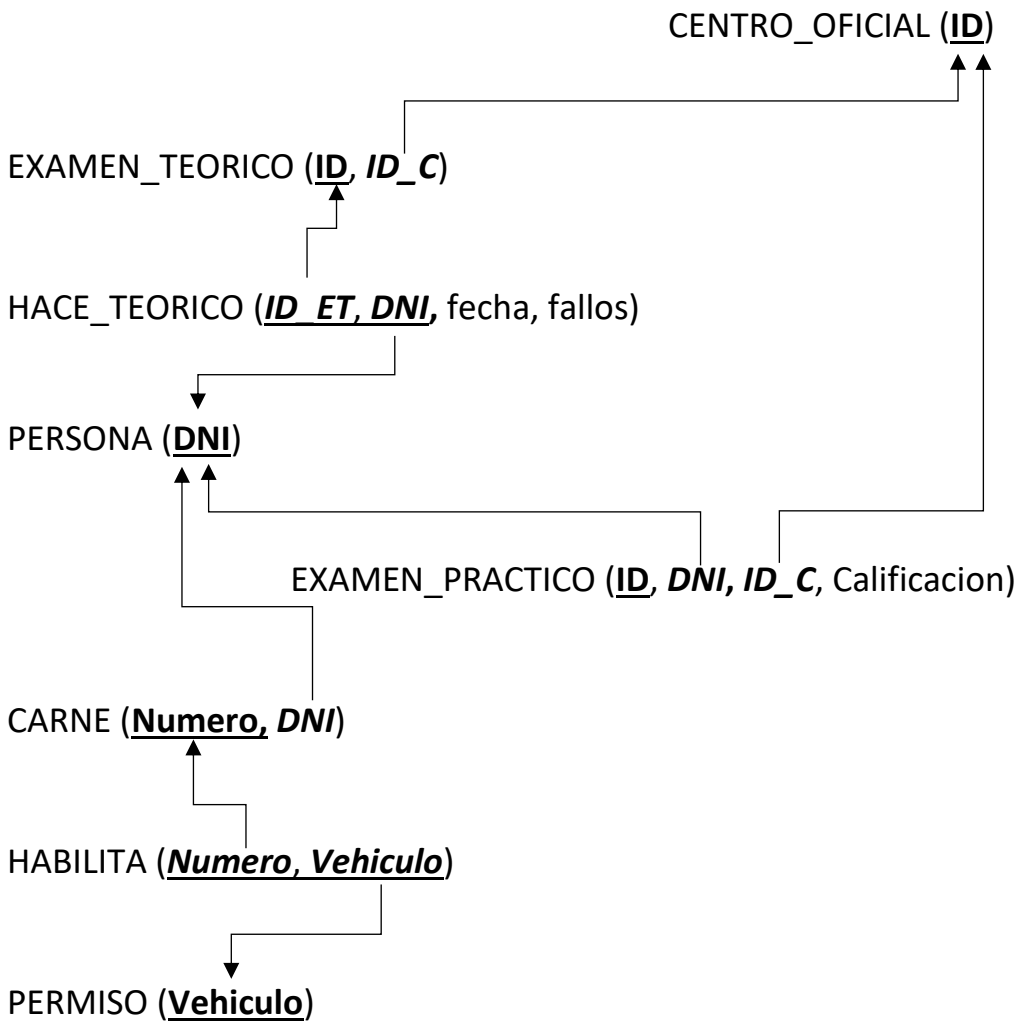 CENTRO_OFICIAL (ID)
EXAMEN_TEORICO (ID, ID_C)
HACE_TEORICO (ID_ET, DNI, fecha, fallos)
PERSONA (DNI)
EXAMEN_PRACTICO (ID, DNI, ID_C, Calificacion)
CARNE (Numero, DNI)
HABILITA (Numero, Vehiculo)
PERMISO (Vehiculo)